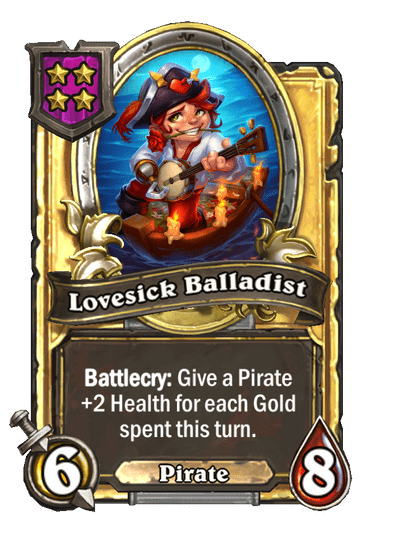 Lovesick Balladist
Battlecry: Give a Pirate
+2 Health for each Gold
spent this turn.
6
Pirate
8